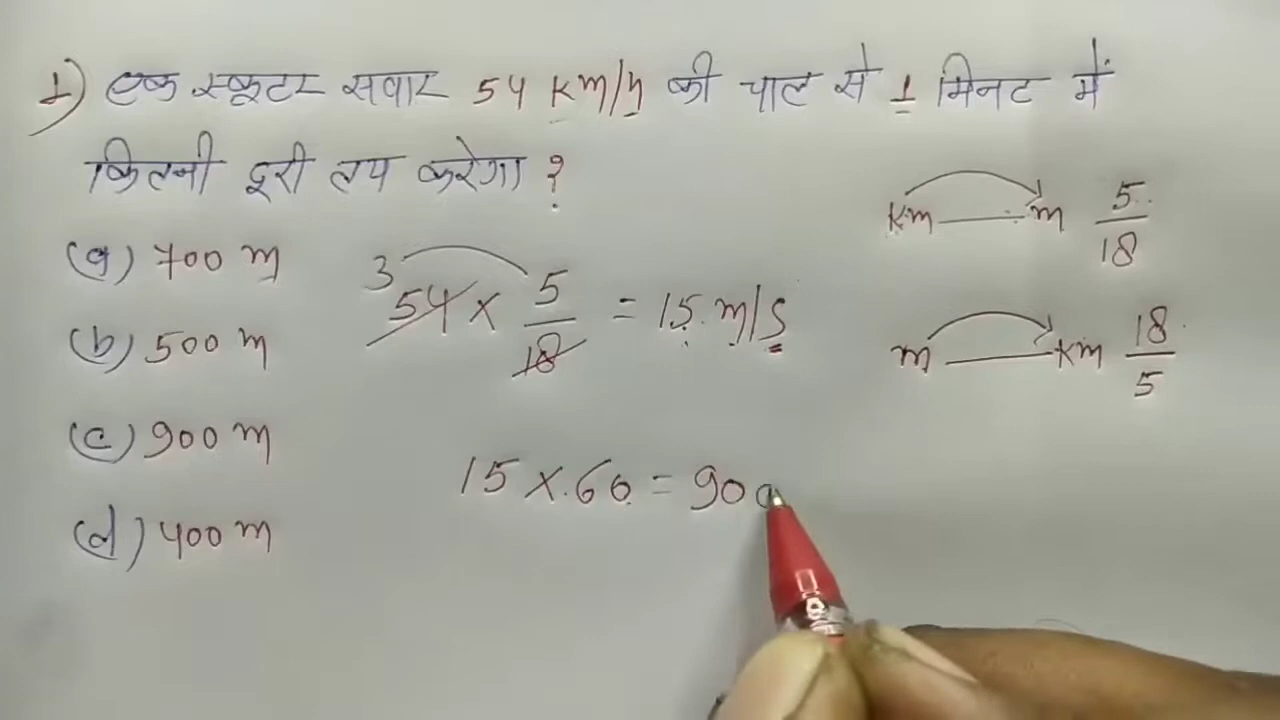 1) एक स्कूटर सवार 54 km/h की चाल से 1 मिनट में
कितनी दूरी तय करेगा ?
(a) 700 m
(b) 500 m
(c) 900 m
(d) 400 m
3
54 × 5/18 = 15 m/s
15 × 60 = 900
km — m 5/18
m — km 18/5